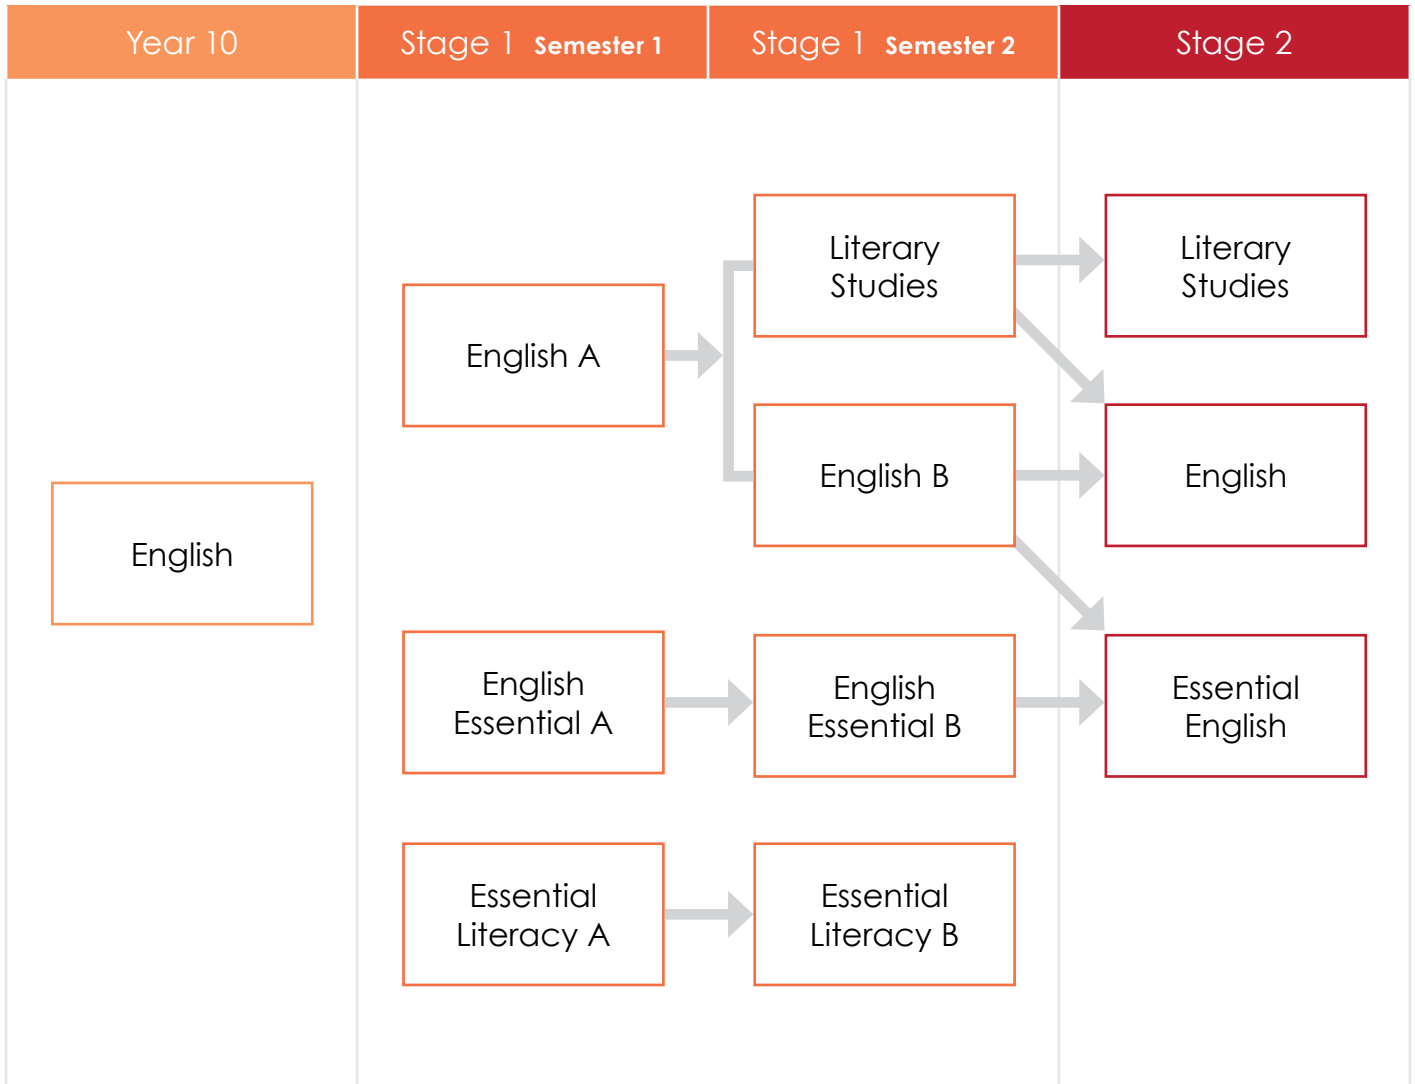 Year 10
Stage 1 Semester 1
Stage 1 Semester 2
Stage 2
English
English A
English
Essential A
Essential
Literacy A
Literary
Studies
English B
English
Essential B
Essential
Literacy B
Literary
Studies
English
Essential
English